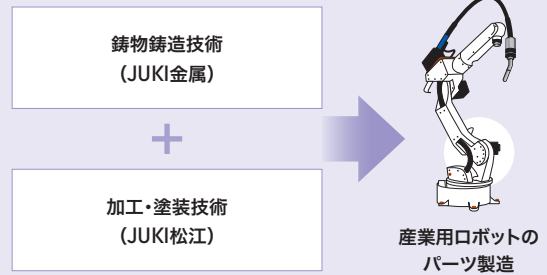 鋳物鋳造技術
（JUKI金属）
＋
加工・塗装技術
（JUKI松江）
産業用ロボットの
パーツ製造